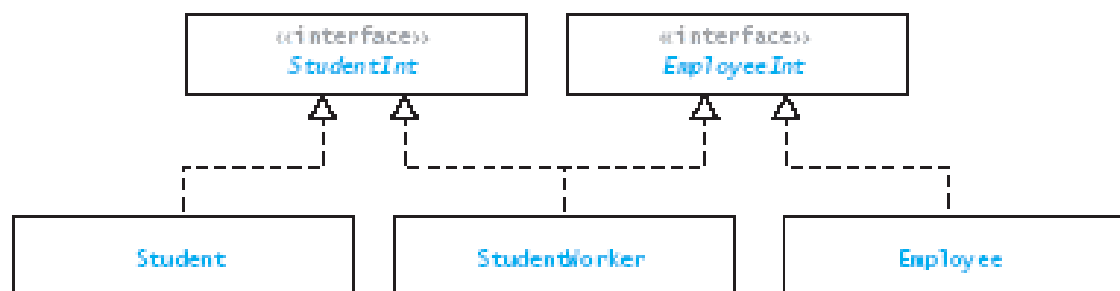 «interface»
StudentInt
«interface»
EmployeeInt
Student
StudentWorker
Employee